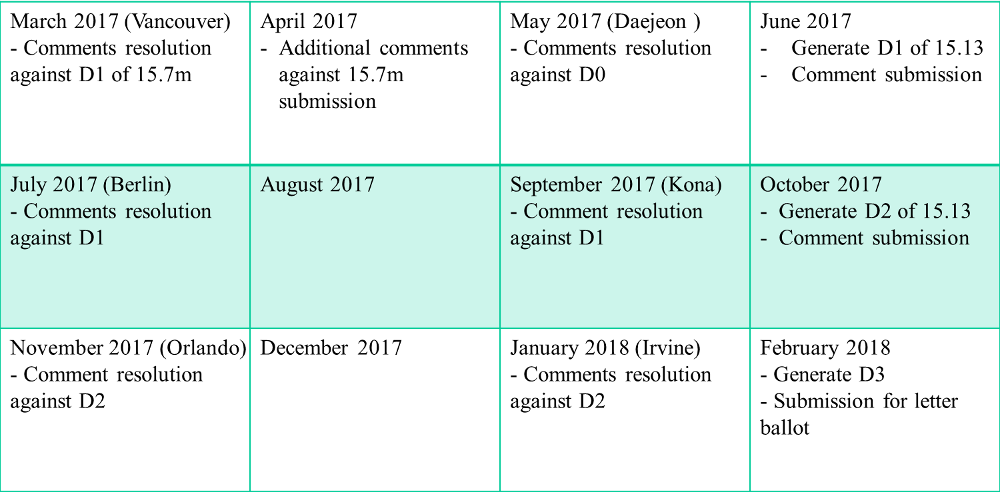 March 2017 (Vancouver)
- Comments resolution
against D1 of 15.7m
April 2017
- Additional comments
against 15.7m
submission
May 2017 (Daejeon )
- Comments resolution
against D0
June 2017
- Generate D1 of 15.13
- Comment submission
July 2017 (Berlin)
- Comments resolution
against D1
August 2017
September 2017 (Kona)
- Comment resolution
against D1
October 2017
- Generate D2 of 15.13
- Comment submission
November 2017 (Orlando)
- Comment resolution
against D2
December 2017
January 2018 (Irvine)
- Comments resolution
against D2
February 2018
- Generate D3
- Submission for letter
ballot